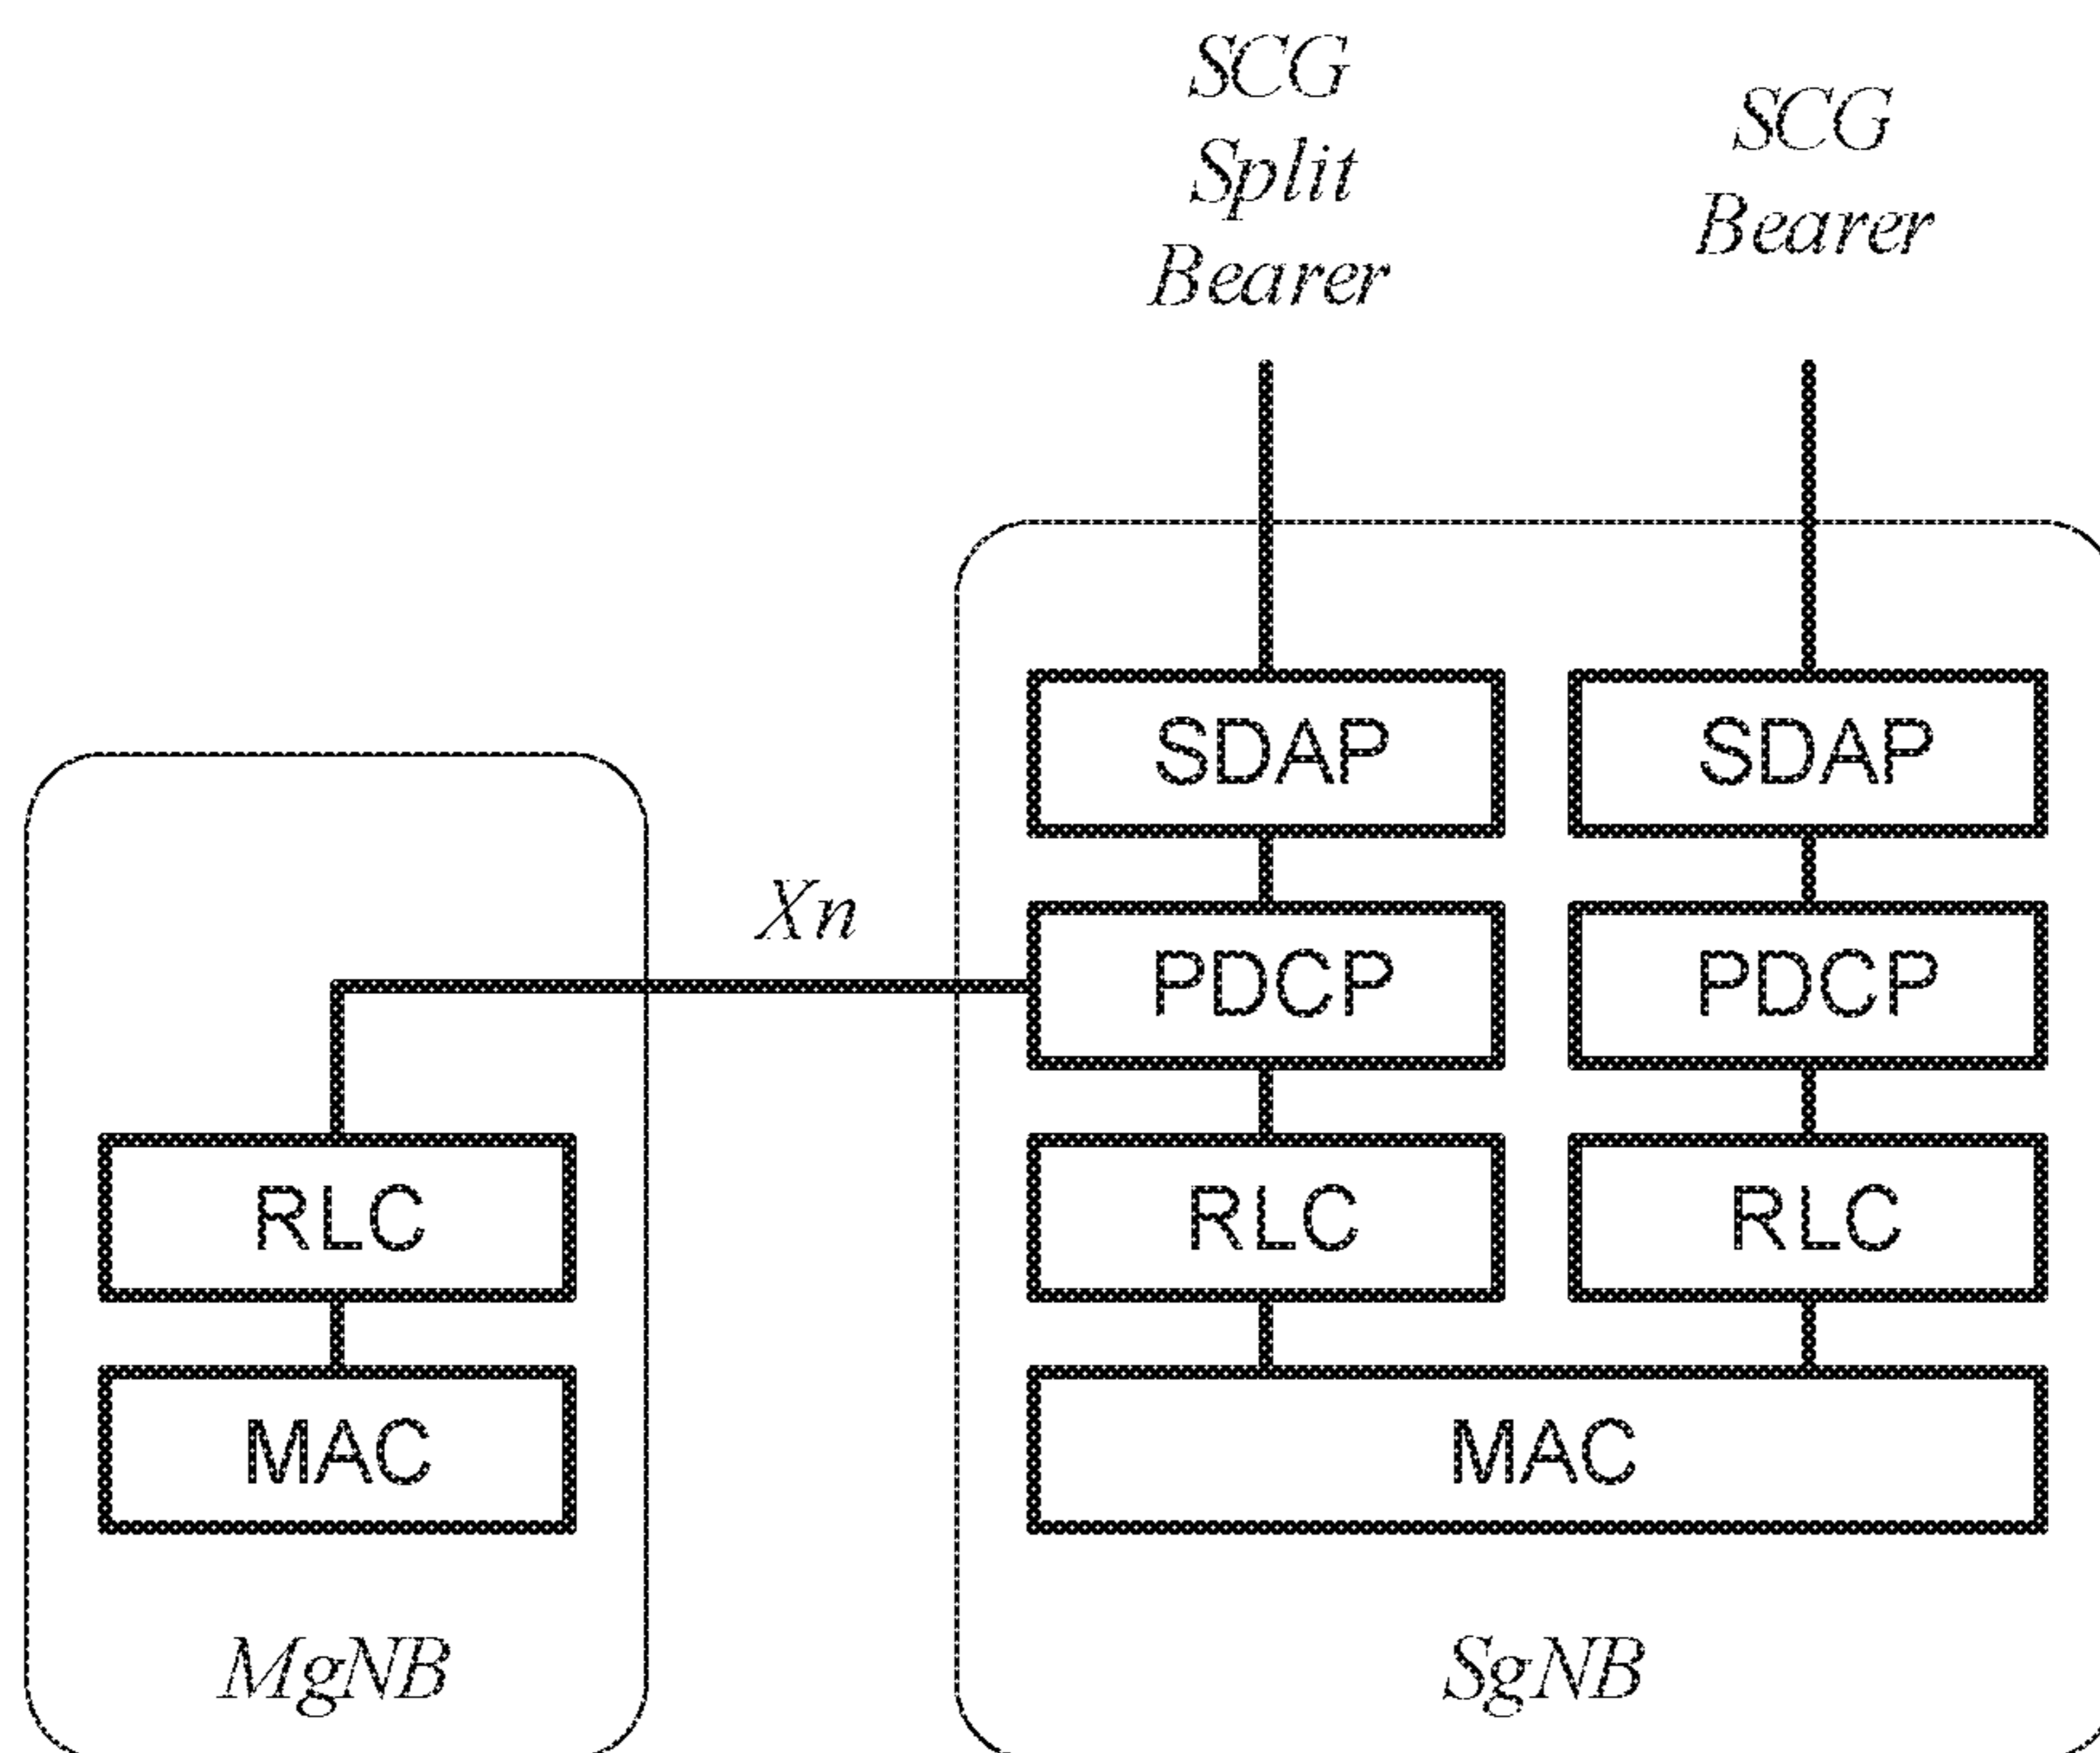 SCG
Split
Bearer
SCG
Bearer
SDAP
SDAP
Xn
PDCP
PDCP
RLC
RLC
RLC
MAC
MAC
MgNB
SgNB